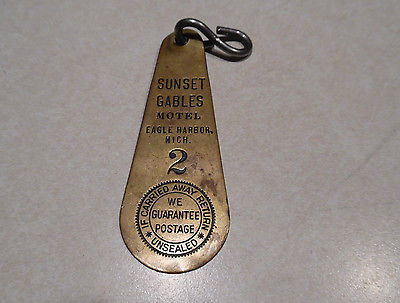 SUNSET
GABLES
MOTEL
EAGLE HARBOR,
MICH.
2
IF CARRIED AWAY RETURN
WE
GUARANTEE
POSTAGE
UNSEALED